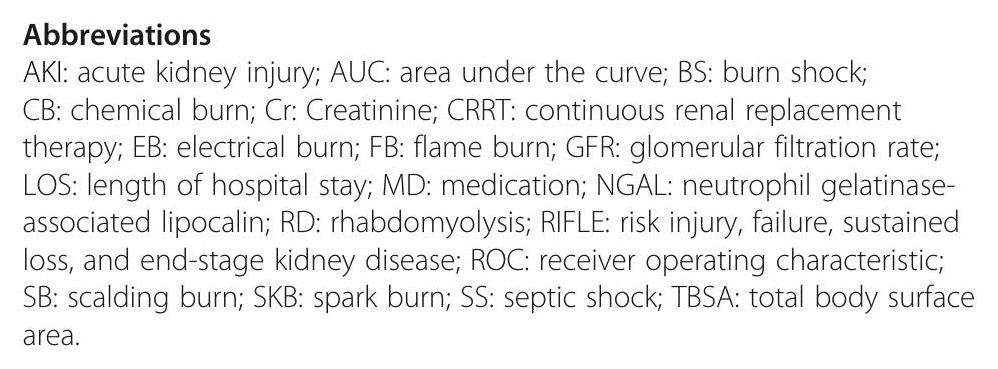 Abbreviations
AKI: acute kidney injury; AUC: area under the curve; BS: burn shock;
CB: chemical burn; Cr: Creatinine; CRRT: continuous renal replacement
therapy; EB: electrical burn; FB: flame burn; GFR: glomerular filtration rate;
LOS: length of hospital stay; MD: medication; NGAL: neutrophil gelatinase-
associated lipocalin; RD: rhabdomyolysis; RIFLE: risk injury, failure, sustained
loss, and end-stage kidney disease; ROC: receiver operating characteristic;
SB: scalding burn; SKB: spark burn; SS: septic shock; TBSA: total body surface
area.